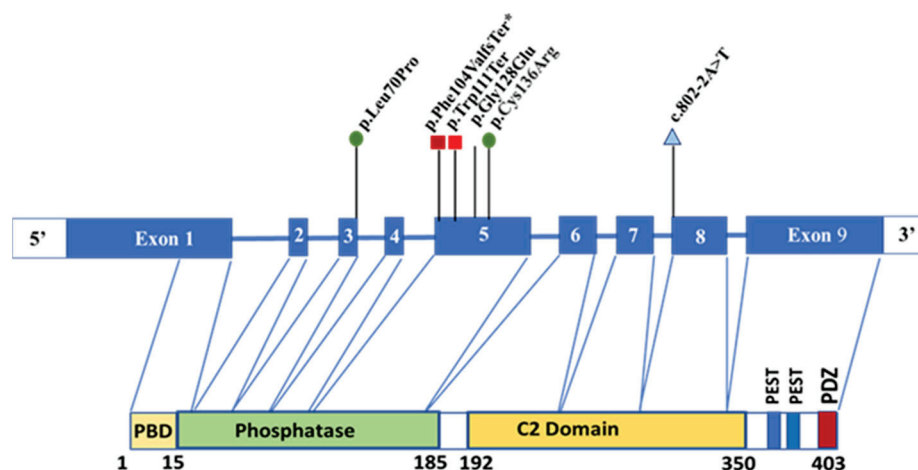 p.Leu70Pro
p.Phe104ValfsTer*
p.Trp111Ter
p.Gly128Glu
p.Cys136Arg
c.802-2A>T
5’ Exon 1 2 3 4 5 6 7 8 Exon 9 3’
PEST PEST PDZ
PBD Phosphatase C2 Domain
1 15 185 192 350 403